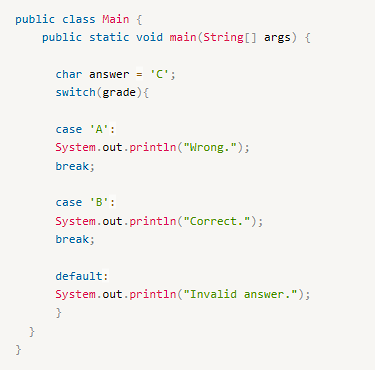 public class Main {
public static void main(String[] args) {
char answer = 'C';
switch(grade){
case 'A':
System.out.println("Wrong.");
break;
case 'B':
System.out.println("Correct.");
break;
default:
System.out.println("Invalid answer.");
}
}
}